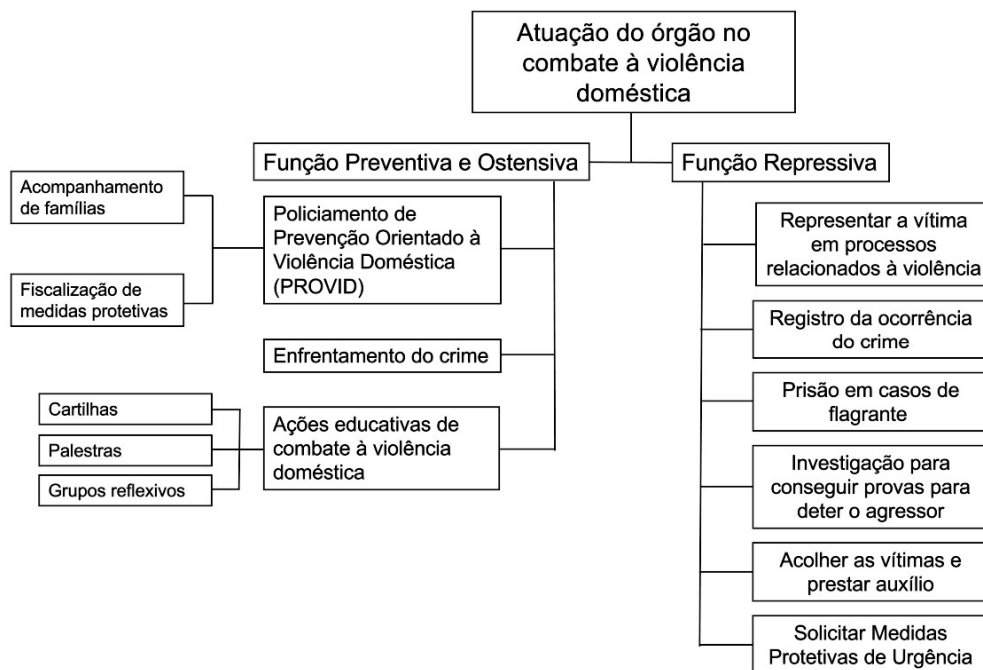 Atuação do órgão no
combate à violência
doméstica
Função Preventiva e Ostensiva
Função Repressiva
Acompanhamento
de famílias
Fiscalização de
medidas protetivas
Policiamento de
Prevenção Orientado à
Violência Doméstica
(PROVID)
Enfrentamento do crime
Cartilhas
Palestras
Grupos reflexivos
Ações educativas de
combate à violência
doméstica
Representar a vítima
em processos
relacionados à violência
Registro da ocorrência
do crime
Prisão em casos de
flagrante
Investigação para
conseguir provas para
deter o agressor
Acolher as vítimas e
prestar auxílio
Solicitar Medidas
Protetivas de Urgência